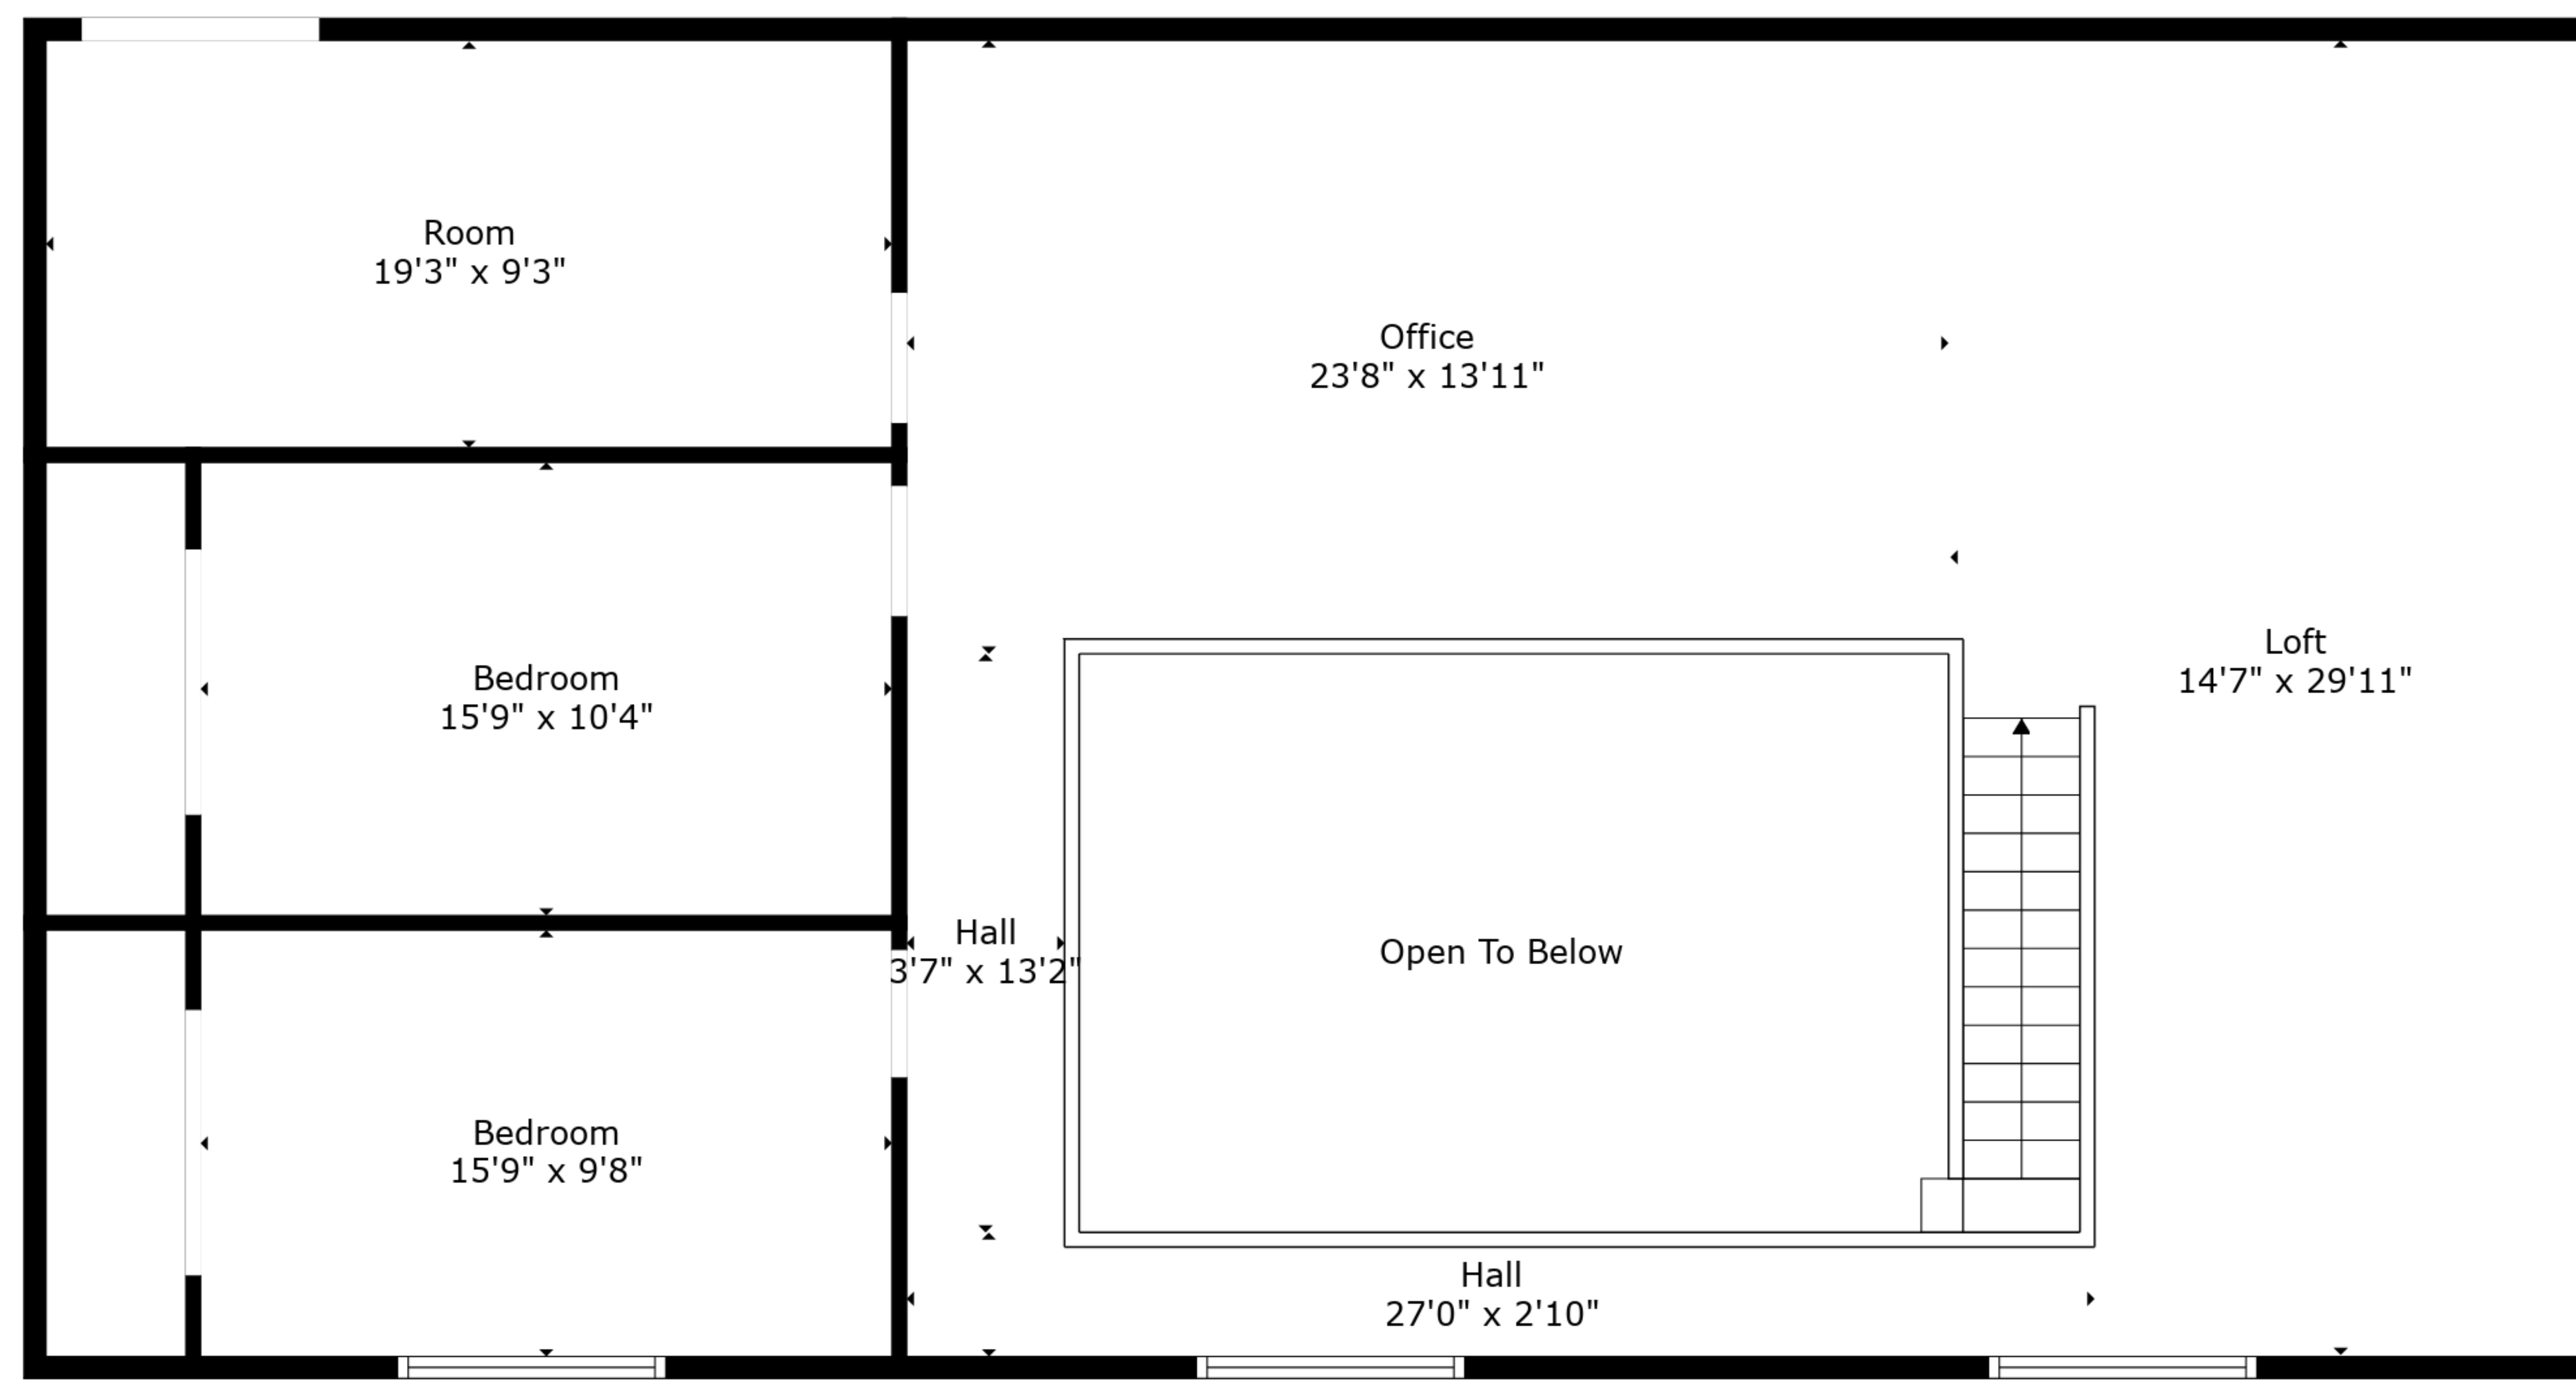 Room
19'3" x 9'3"
Office
23'8" x 13'11"
Bedroom
15'9" x 10'4"
Loft
14'7" x 29'11"
Hall
3'7" x 13'2"
Open To Below
Bedroom
15'9" x 9'8"
Hall
27'0" x 2'10"